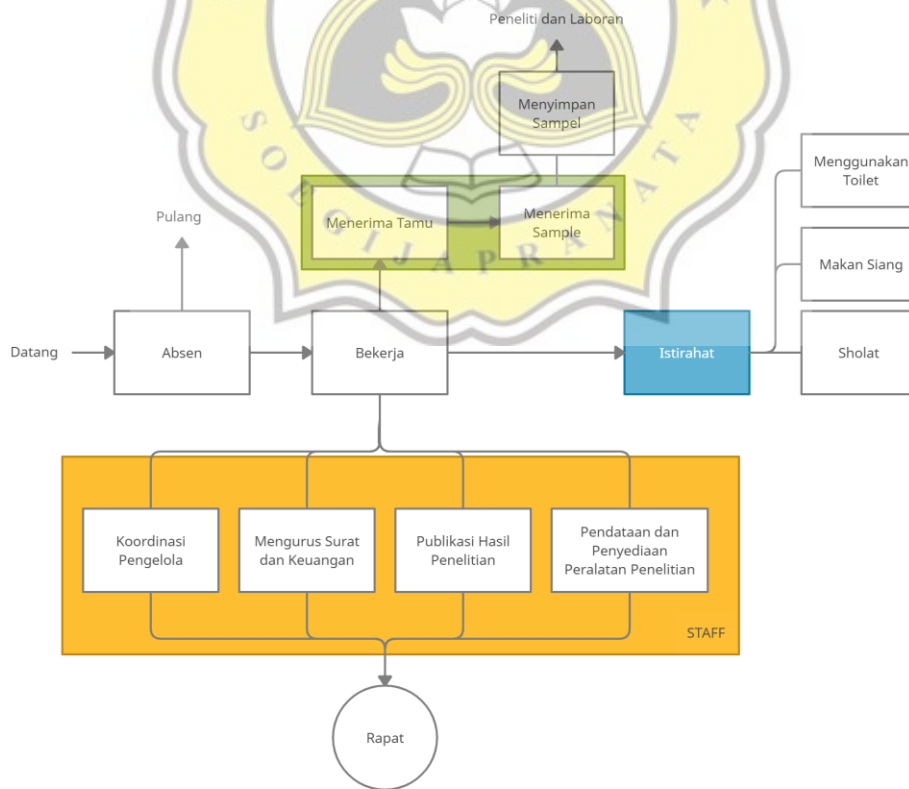 Peneliti dan Laboran
Menyimpan
Sampel
Menggunakan
Toilet
Menerima Tamu
Menerima
Sample
Pulang
Makan Siang
Datang
Absen
Bekerja
Istirahat
Sholat
Koordinasi
Pengelola
Mengurus Surat
dan Keuangan
Publikasi Hasil
Penelitian
Pendataan dan
Penyediaan
Peralatan Penelitian
STAFF
Rapat
SOEGIJAPRANATA